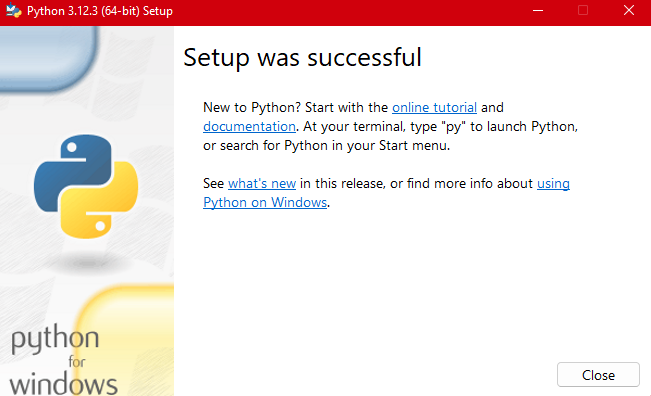 Python 3.12.3 (64-bit) Setup
Setup was successful
New to Python? Start with the online tutorial and
documentation. At your terminal, type "py" to launch Python,
or search for Python in your Start menu.
See what's new in this release, or find more info about using
Python on Windows.
python
for
windows
Close